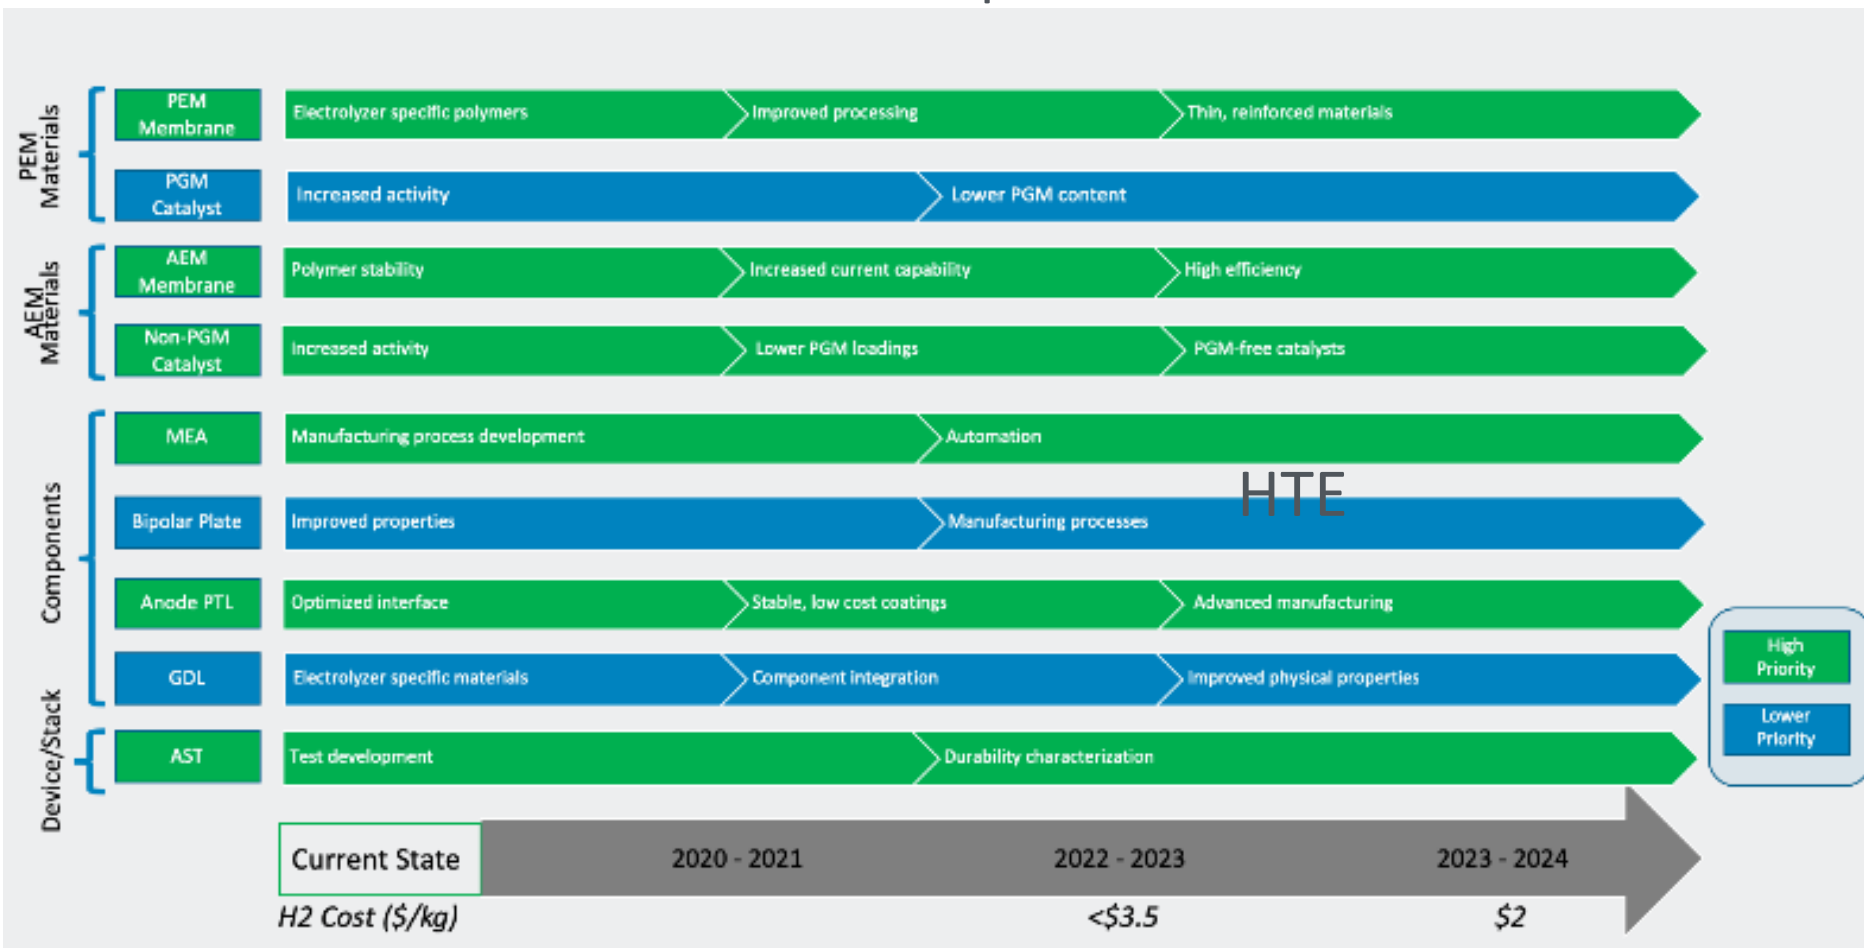 PEM
Materials
PEM
Membrane
Electrolyzer specific polymers
Improved processing
Thin, reinforced materials
PGM
Catalyst
Increased activity
Lower PGM content
AEM
Materials
AEM
Membrane
Polymer stability
Increased current capability
High efficiency
Non-PGM
Catalyst
Increased activity
Lower PGM loadings
PGM-free catalysts
Components
MEA
Manufacturing process development
Automation
HTE
Bipolar Plate
Improved properties
Manufacturing processes
Anode PTL
Optimized interface
Stable, low cost coatings
Advanced manufacturing
GDL
Electrolyzer specific materials
Component integration
Improved physical properties
High
Priority
Lower
Priority
Device/Stack
AST
Test development
Durability characterization
Current State
2020 - 2021
2022 - 2023
2023 - 2024
H2 Cost ($/kg)
<$3.5
$2